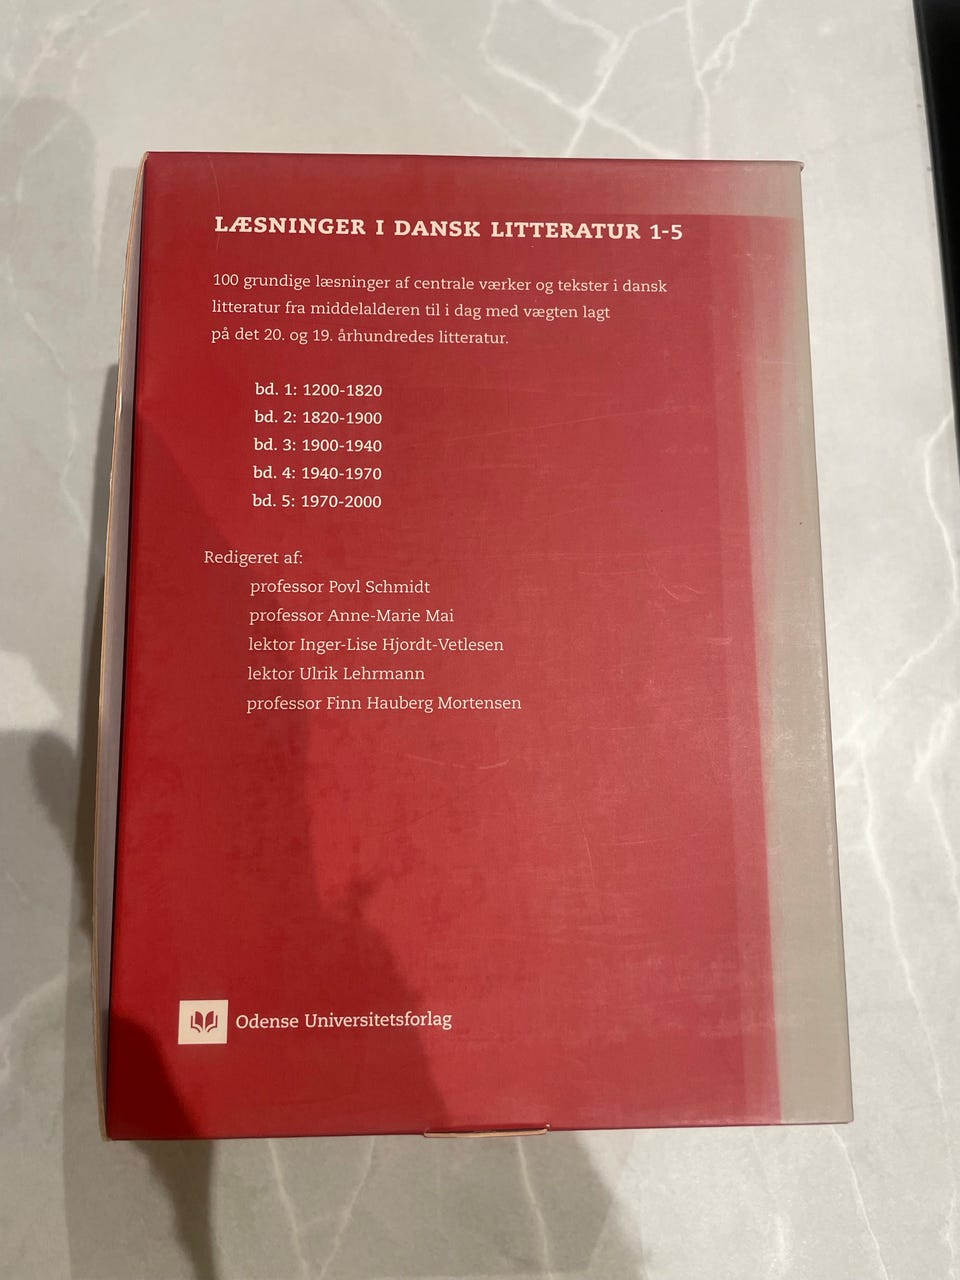 LÆSNINGER I DANSK LITTERATUR 1-5
100 grundige læsninger af centrale værker og tekster i dansk
litteratur fra middelalderen til i dag med vægten lagt
på det 20. og 19. århundredes litteratur.
bd. 1: 1200-1820
bd. 2: 1820-1900
bd. 3: 1900-1940
bd. 4: 1940-1970
bd. 5: 1970-2000
Redigeret af:
professor Povl Schmidt
professor Anne-Marie Mai
lektor Inger-Lise Hjordt-Vetlesen
lektor Ulrik Lehrmann
professor Finn Hauberg Mortensen
Odense Universitetsforlag